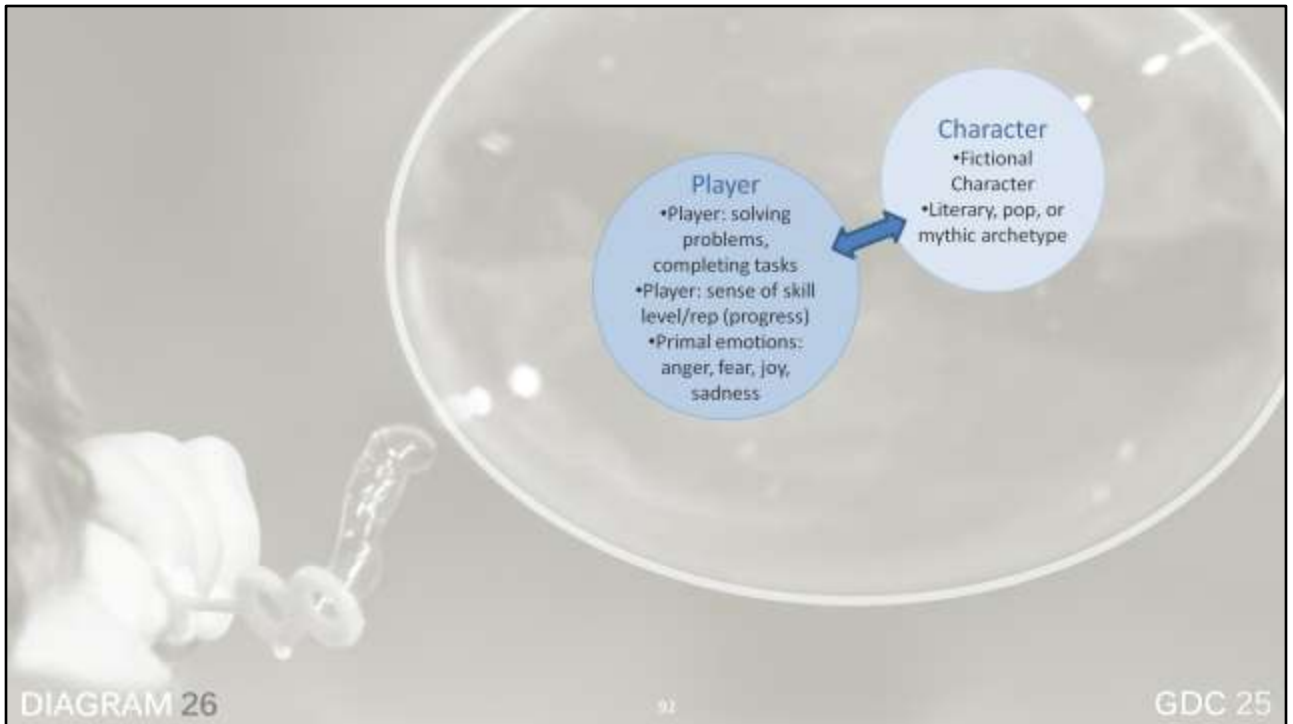 Character
•Fictional
Character
•Literary, pop, or
mythic archetype
Player
•Player: solving
problems,
completing tasks
•Player: sense of skill
level/rep (progress)
•Primal emotions:
anger, fear, joy,
sadness
DIAGRAM 26
92
GDC 25